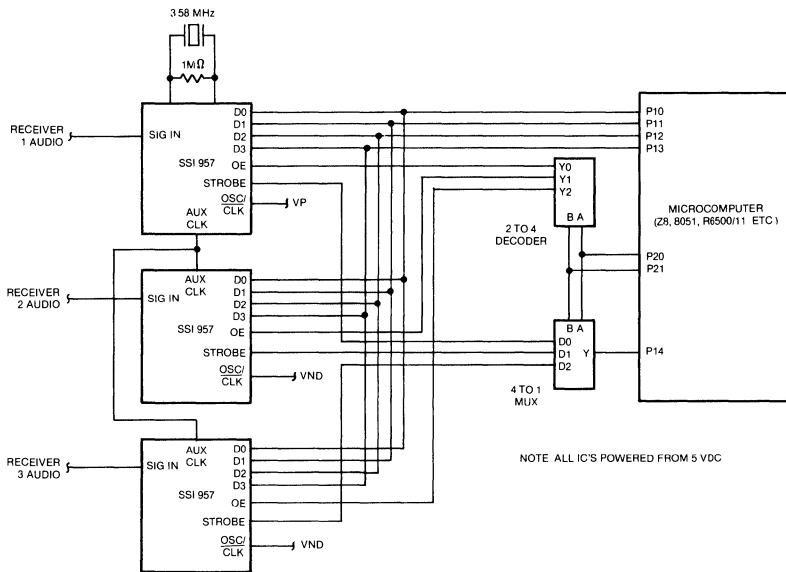 3 58 MHz
1MΩ
RECEIVER
1 AUDIO
SIG IN
SSI 957
D0
D1
D2
D3
OE
STROBE
OSC/
CLK
VP
AUX
CLK
RECEIVER
2 AUDIO
SIG IN
AUX
CLK
SSI 957
D0
D1
D2
D3
OE
STROBE
OSC/
CLK
VND
RECEIVER
3 AUDIO
SIG IN
AUX
CLK
SSI 957
D0
D1
D2
D3
OE
STROBE
OSC/
CLK
VND
Y0
Y1
Y2
B A
2 TO 4
DECODER
B A
D0
D1 Y
D2
4 TO 1
MUX
P10
P11
P12
P13
MICROCOMPUTER
(Z8, 8051, R6500/11 ETC )
P20
P21
P14
NOTE ALL IC'S POWERED FROM 5 VDC